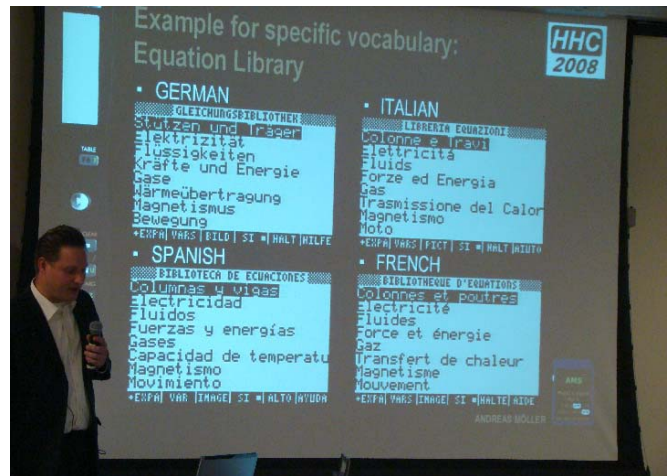 Example for specific vocabulary:
Equation Library
HHC
2008
▪ GERMAN
GLEICHUNGSBIBLIOTHEK
Stützen und Träger
Elektrizität
Flüssigkeiten
Kräfte und Energie
Gase
Wärmeübertragung
Magnetismus
Bewegung
+EXPA| VARS |BILD| SI ▪|HALT|HILFE
▪ ITALIAN
LIBRERIA EQUAZIONI
Colonne e Travi
Elettricitá
Fluids
Forze ed Energia
Gas
Trasmissione del Calor
Magnetismo
Moto
+EXPA| VARS |PICT| SI ▪|HALT|AIUTO
▪ SPANISH
BIBLIOTECA DE ECUACIONES
Columnas y vigas
Electricidad
Fluidos
Fuerzas y energías
Gases
Capacidad de temperatu
Magnetismo
Movimiento
+EXPA| VAR |IMAGE| SI ▪|ALTO|AYUDA
▪ FRENCH
BIBLIOTHEQUE D'EQUATIONS
Colonnes et poutres
Electricité
Fluides
Force et énergie
Gaz
Transfert de chaleur
Magnetisme
Mouvement
+EXPA| VARS |IMAGE| SI ▪|HALTE|AIDE
TABLE
ANDREAS MÖLLER